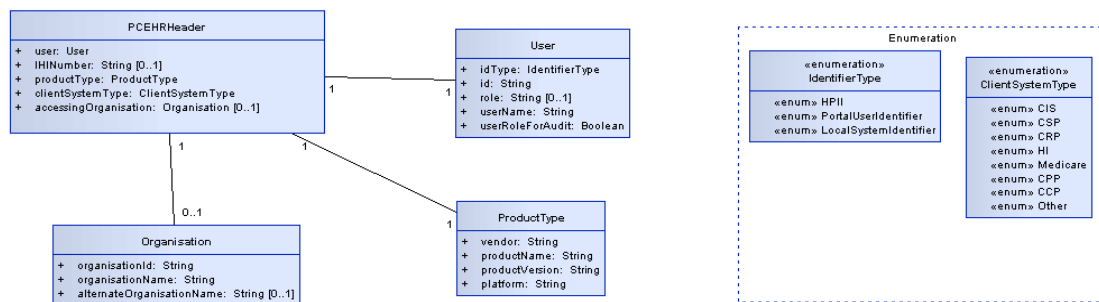 PCEHRHeader
+ user: User
+ IHINumber: String [0..1]
+ productType: ProductType
+ clientSystemType: ClientSystemType
+ accessingOrganisation: Organisation [0..1]
1
1
1
1
0..1
1
User
+ idType: IdentifierType
+ id: String
+ role: String [0..1]
+ userName: String
+ userRoleForAudit: Boolean
Organisation
+ organisationId: String
+ organisationName: String
+ alternateOrganisationName: String [0..1]
ProductType
+ vendor: String
+ productName: String
+ productVersion: String
+ platform: String
Enumeration
«enumeration»
IdentifierType
«enum» HPII
«enum» PortalUserIdentifier
«enum» LocalSystemIdentifier
«enumeration»
ClientSystemType
«enum» CIS
«enum» CSP
«enum» CRP
«enum» HI
«enum» Medicare
«enum» CPP
«enum» CCP
«enum» Other